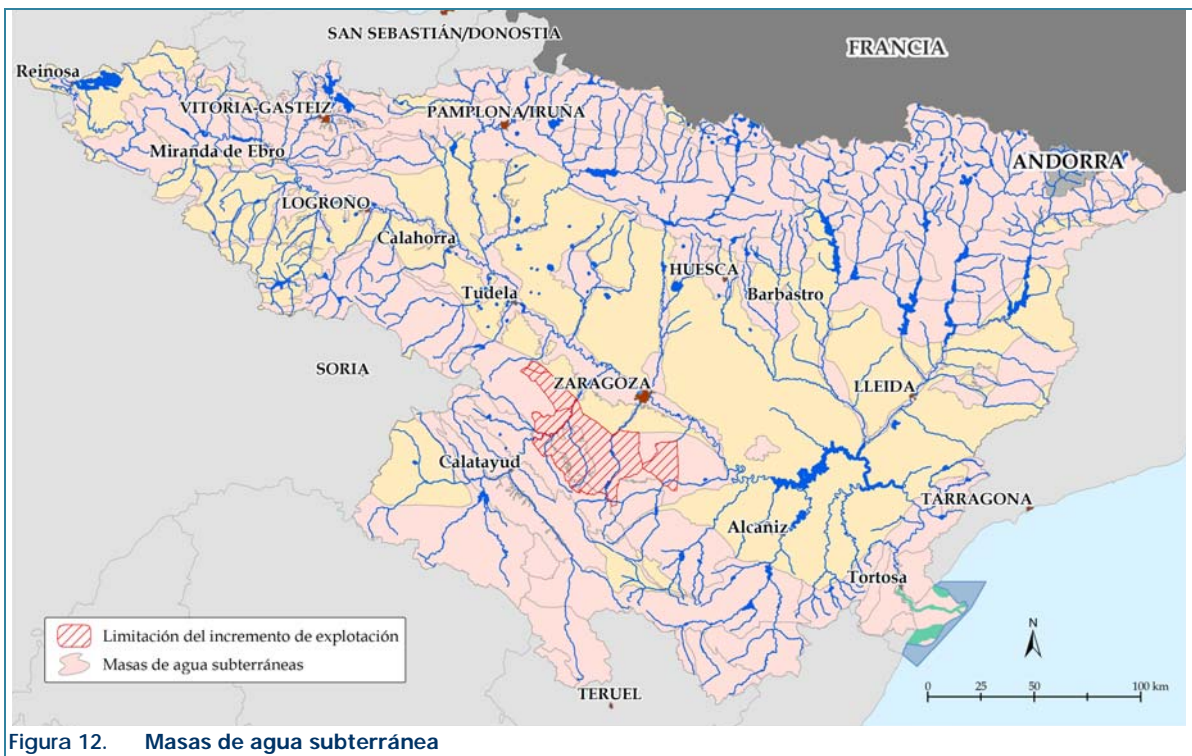 SAN SEBASTIÁN/DONOSTIA
FRANCIA
Reinosa
VITORIA-GASTEIZ
PAMPLONA/IRUÑA
Miranda de Ebro
ANDORRA
LOGROÑO
Calahorra
HUESCA
Tudela
Barbastro
SORIA
ZARAGOZA
LLEIDA
Calatayud
TARRAGONA
Alcañiz
Tortosa
Limitación del incremento de explotación
Masas de agua subterráneas
N
TERUEL
0 25 50 100 km
Figura 12. Masas de agua subterránea